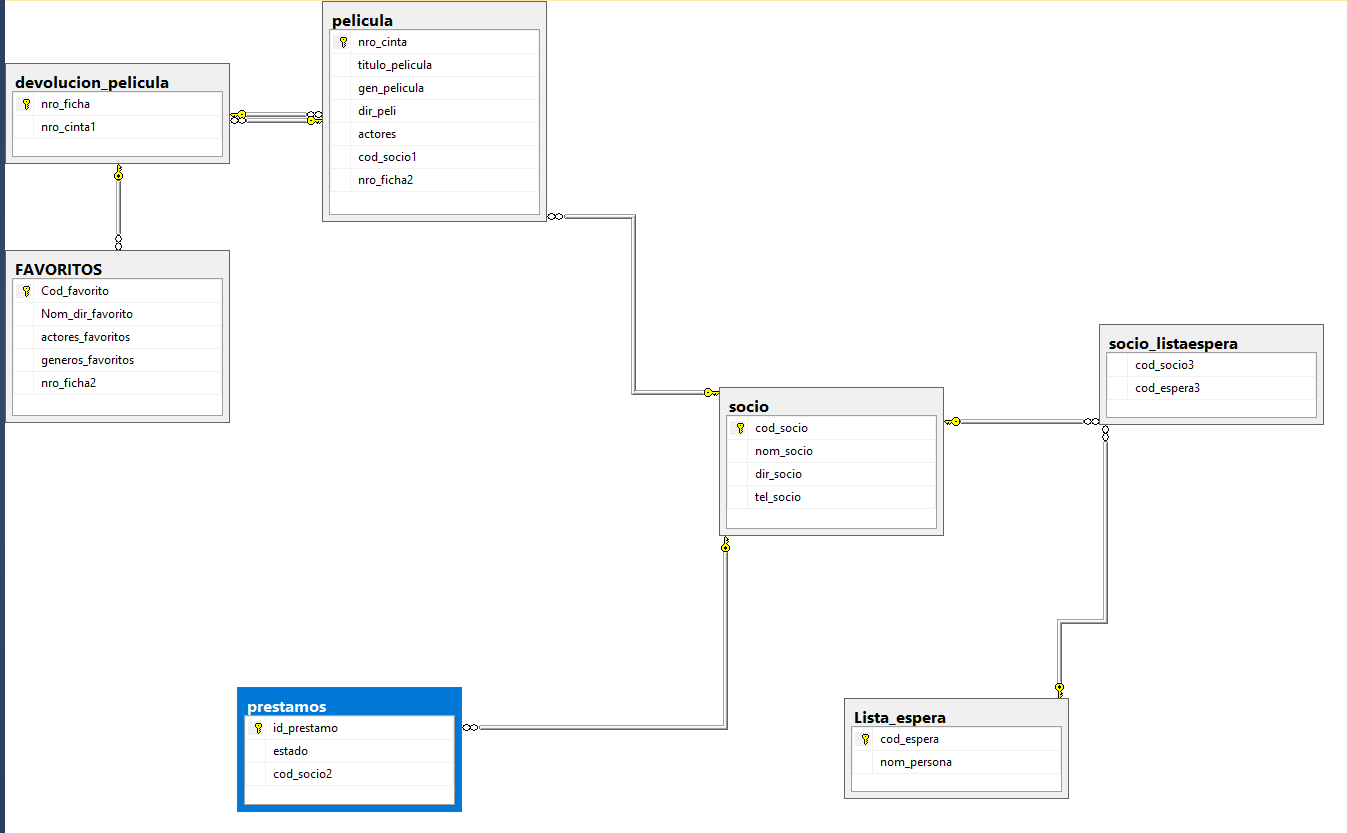 pelicula
nro_cinta
titulo_pelicula
gen_pelicula
dir_peli
actores
cod_socio1
nro_ficha2
devolucion_pelicula
nro_ficha
nro_cinta1
FAVORITOS
Cod_favorito
Nom_dir_favorito
actores_favoritos
generos_favoritos
nro_ficha2
socio_listaespera
cod_socio3
cod_espera3
socio
cod_socio
nom_socio
dir_socio
tel_socio
prestamos
id_prestamo
estado
cod_socio2
Lista_espera
cod_espera
nom_persona